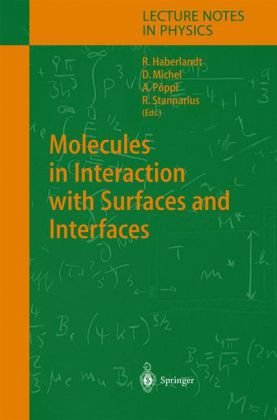 LECTURE NOTES
IN PHYSICS
R. Haberlandt
D. Michel
A. Pöppl
R. Stannarius
(Eds.)
Molecules
in Interaction
with Surfaces and
Interfaces
Springer